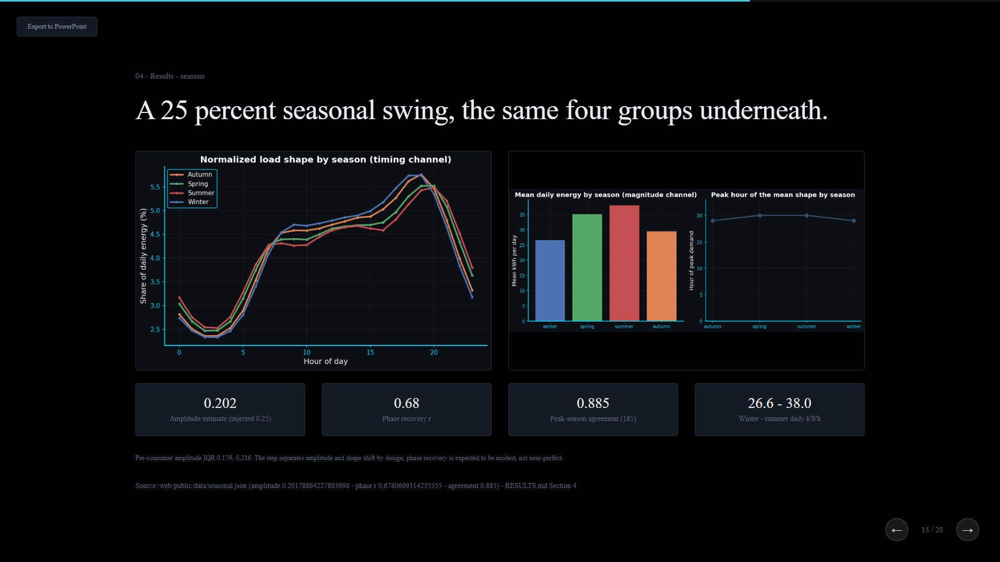 Export to PowerPoint
04 - Results - seasons
A 25 percent seasonal swing, the same four groups underneath.
Normalized load shape by season (timing channel)
Autumn
Spring
Summer
Winter
5.5
5.0
4.5
4.0
3.5
3.0
2.5
Share of daily energy (%)
0 5 10 15 20
Hour of day
Mean daily energy by season (magnitude channel)
35
30
25
20
15
10
5
0
Mean kWh per day
winter spring summer autumn
Peak hour of the mean shape by season
20
15
10
5
0
Hour of peak demand
autumn spring summer winter
0.202
Amplitude estimate (injected 0.25)
0.68
Phase recovery r
0.885
Peak-season agreement (185)
26.6 - 38.0
Winter - summer daily kWh
Per-consumer amplitude IQR 0.179- 0.216. The step separates amplitude and shape shift by design; phase recovery is expected to be modest, not near-perfect.
Source: web/public/data/seasonal.json (amplitude 0.20178864227863696 - phase r 0.6780669314235555 - agreement 0.885) - RESULTS.md Section 4
← 15 / 20 →